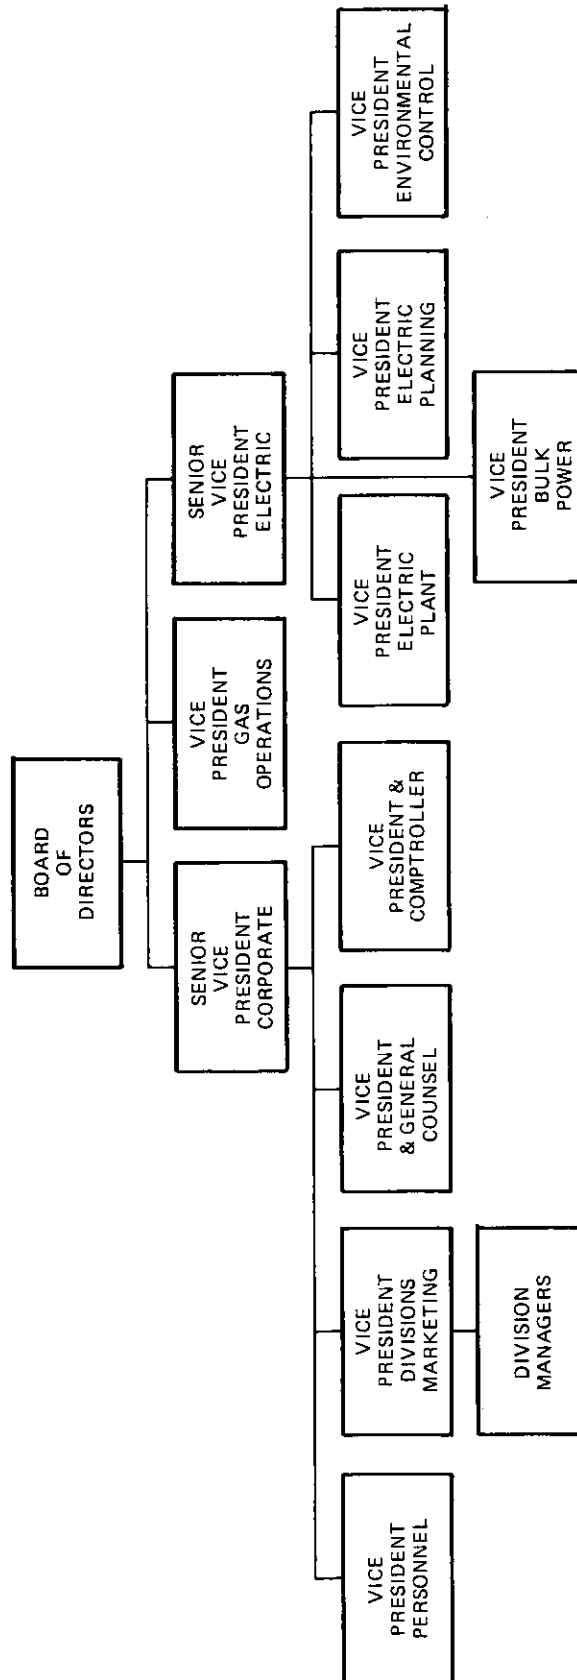 BOARD
OF
DIRECTORS
SENIOR
VICE
PRESIDENT
CORPORATE
VICE
PRESIDENT
GAS
OPERATIONS
SENIOR
VICE
PRESIDENT
ELECTRIC
VICE
PRESIDENT
PERSONNEL
VICE
PRESIDENT
DIVISIONS
MARKETING
VICE
PRESIDENT
& GENERAL
COUNSEL
VICE
PRESIDENT &
COMPTROLLER
VICE
PRESIDENT
ELECTRIC
PLANT
VICE
PRESIDENT
ELECTRIC
PLANNING
VICE
PRESIDENT
ENVIRONMENTAL
CONTROL
DIVISION
MANAGERS
VICE
PRESIDENT
BULK
POWER